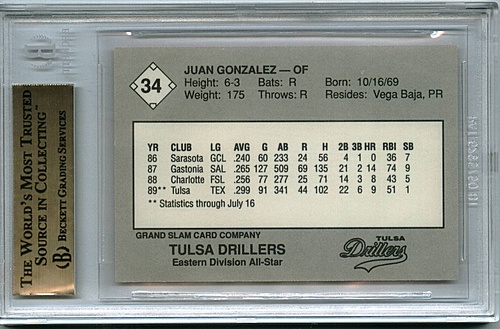 34
JUAN GONZALEZ — OF
Height: 6-3 Bats: R Born: 10/16/69
Weight: 175 Throws: R Resides: Vega Baja, PR
YR CLUB LG AVG G AB R H 2B 3B HR RBI SB
86 Sarasota GCL .240 60 233 24 56 4 1 0 36 7
87 Gastonia SAL .265 127 509 69 135 21 2 14 74 9
88 Charlotte FSL .256 77 277 25 71 14 3 8 43 5
89** Tulsa TEX .299 91 341 44 102 22 6 9 51 1
** Statistics through July 16
GRAND SLAM CARD COMPANY
TULSA DRILLERS
Eastern Division All-Star
TULSA
Drillers
THE WORLD'S MOST TRUSTED
SOURCE IN COLLECTING™
BECKETT GRADING SERVICES